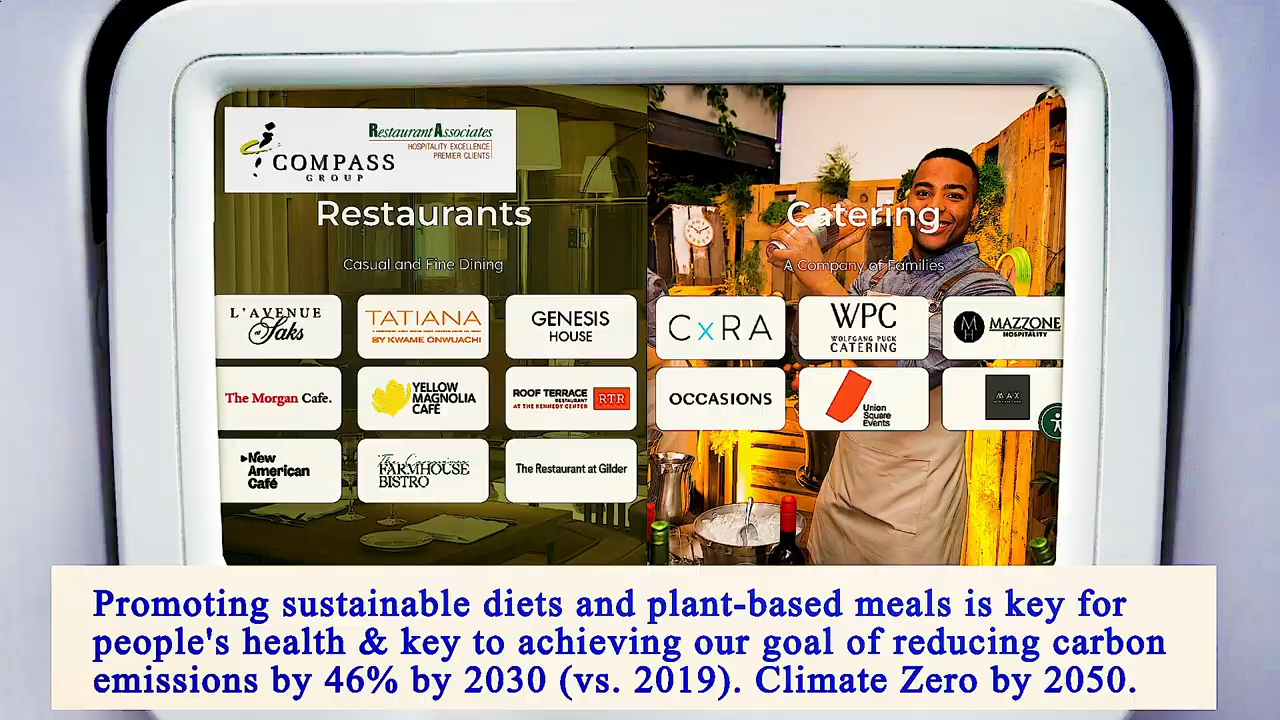 COMPASS
GROUP
Restaurant Associates
HOSPITALITY EXCELLENCE
PREMIER CLIENTS
Restaurants
Casual and Fine Dining
L'AVENUE
at Saks
TATIANA
BY KWAME ONWUACHI
GENESIS
HOUSE
The Morgan Cafe.
YELLOW
MAGNOLIA
CAFÉ
ROOF TERRACE
RESTAURANT
AT THE KENNEDY CENTER
RTR
New
American
Café
FARMHOUSE
BISTRO
The Restaurant at Gilder
Catering
A Company of Families
CxRA
WPC
WOLFGANG PUCK
CATERING
MH
MAZZONE
HOSPITALITY
OCCASIONS
Union
Square
Events
MAX
Promoting sustainable diets and plant-based meals is key for
people's health & key to achieving our goal of reducing carbon
emissions by 46% by 2030 (vs. 2019). Climate Zero by 2050.